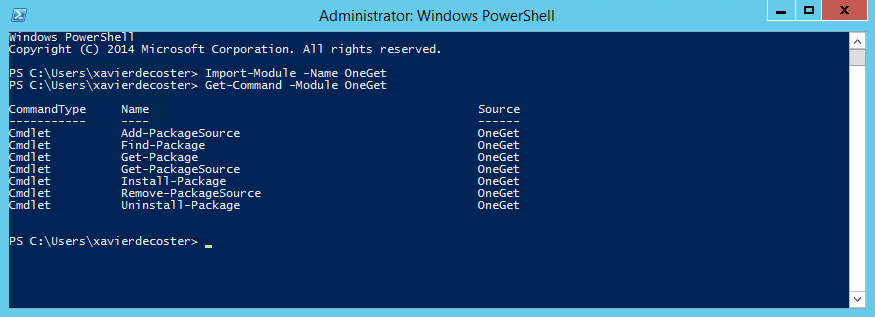 Administrator: Windows PowerShell
Windows PowerShell
Copyright (C) 2014 Microsoft Corporation. All rights reserved.
PS C:\Users\xavierdecoster> Import-Module -Name OneGet
PS C:\Users\xavierdecoster> Get-Command -Module OneGet
CommandType     Name                                               Source
-----------     ----                                               ------
Cmdlet          Add-PackageSource                                  OneGet
Cmdlet          Find-Package                                       OneGet
Cmdlet          Get-Package                                        OneGet
Cmdlet          Get-PackageSource                                  OneGet
Cmdlet          Install-Package                                    OneGet
Cmdlet          Remove-PackageSource                               OneGet
Cmdlet          Uninstall-Package                                  OneGet
PS C:\Users\xavierdecoster> _